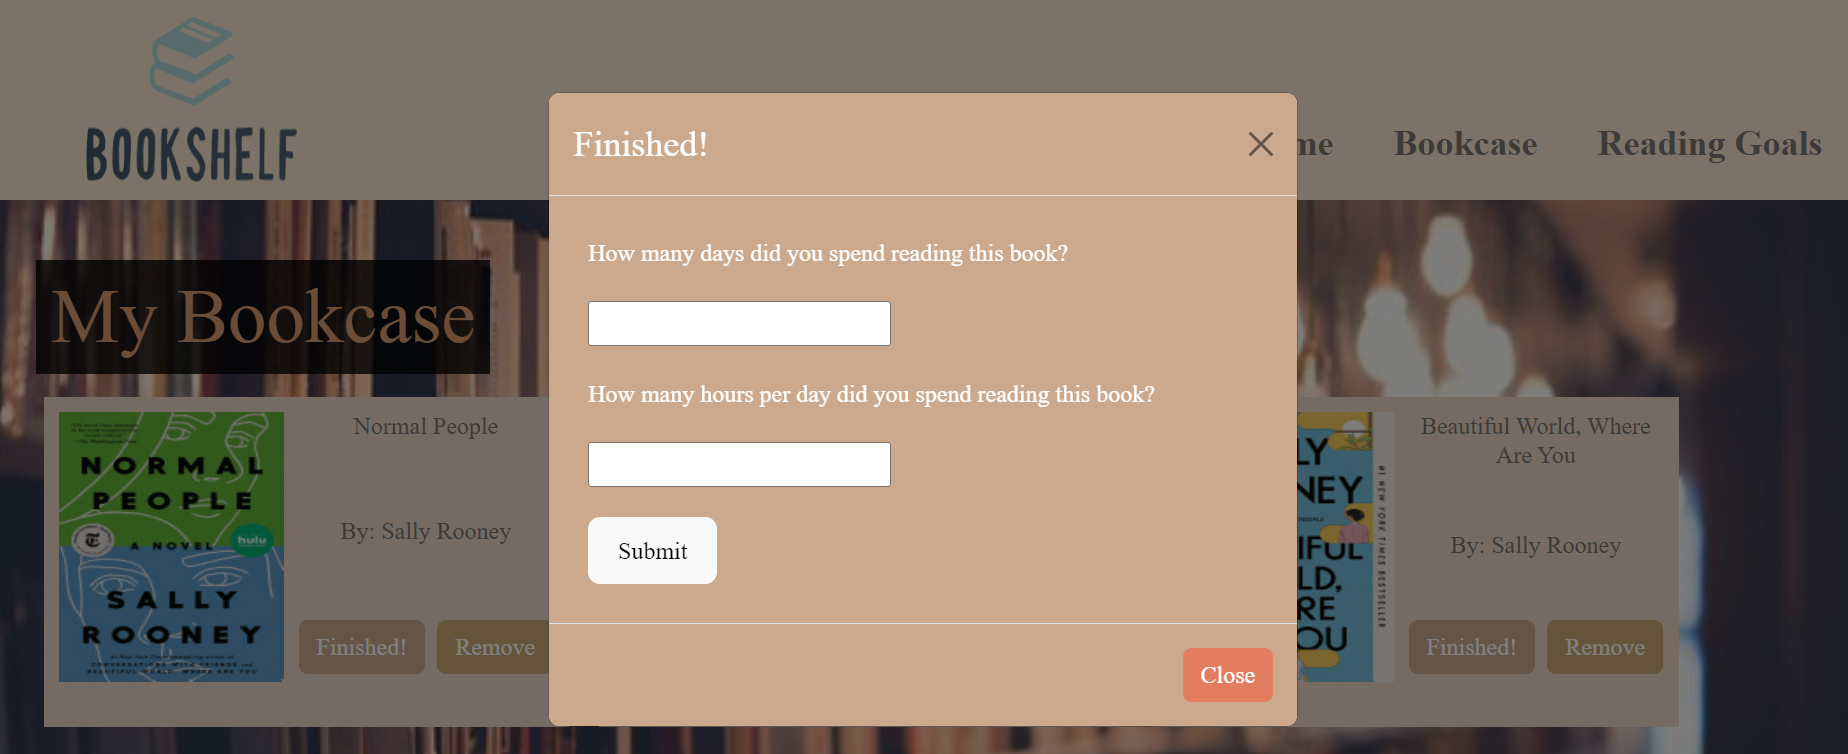 BOOKSHELF
me
Bookcase
Reading Goals
Finished!
How many days did you spend reading this book?
How many hours per day did you spend reading this book?
Submit
Close
My Bookcase
NORMAL
PEOPLE
A NOVEL
hulu
SALLY
ROONEY
Normal People
By: Sally Rooney
Finished!
Remove
LY
NEY
PEOPLE
IFUL
LD,
RE
OU
#1 NEW YORK TIMES BESTSELLER
Beautiful World, Where
Are You
By: Sally Rooney
Finished!
Remove